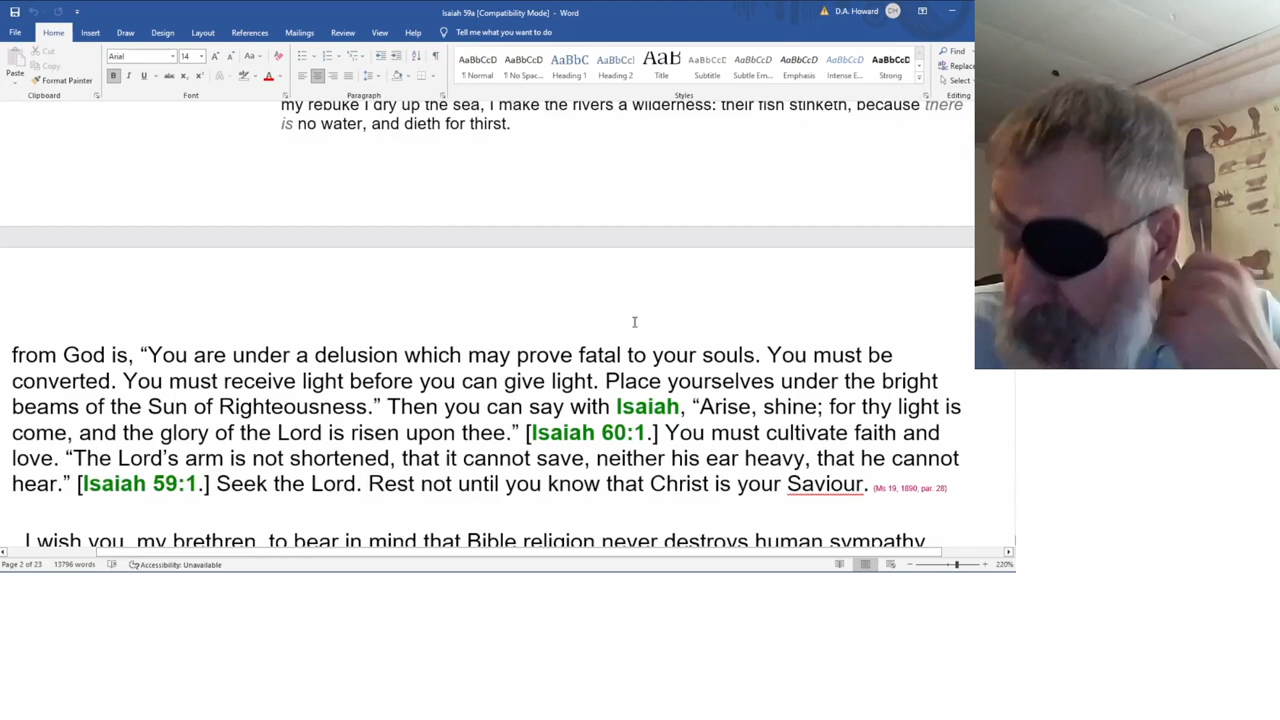 Isaiah 59a [Compatibility Mode] - Word
D.A. Howard DH
File Home Insert Draw Design Layout References Mailings Review View Help Tell me what you want to do
Cut
Copy
Format Painter
Paste
Arial 14
Clipboard Font Paragraph Styles Editing
AaBbCcD AaBbCcD AaBbC AaBbCcI AaB AaBbCcD AaBbCcD AaBbCcD AaBbCcD AaBbCcD
¶ Normal ¶ No Spac... Heading 1 Heading 2 Title Subtitle Subtle Em... Emphasis Intense E... Strong
Find
Replace
Select
my rebuke I dry up the sea, I make the rivers a wilderness: their fish stinketh, because there
is no water, and dieth for thirst.
from God is, “You are under a delusion which may prove fatal to your souls. You must be
converted. You must receive light before you can give light. Place yourselves under the bright
beams of the Sun of Righteousness.” Then you can say with Isaiah, “Arise, shine; for thy light is
come, and the glory of the Lord is risen upon thee.” [Isaiah 60:1.] You must cultivate faith and
love. “The Lord’s arm is not shortened, that it cannot save, neither his ear heavy, that he cannot
hear.” [Isaiah 59:1.] Seek the Lord. Rest not until you know that Christ is your Saviour. {Ms 19, 1890, par. 28}
I wish you, my brethren, to bear in mind that Bible religion never destroys human sympathy
Page 2 of 23 13796 words Accessibility: Unavailable 220%